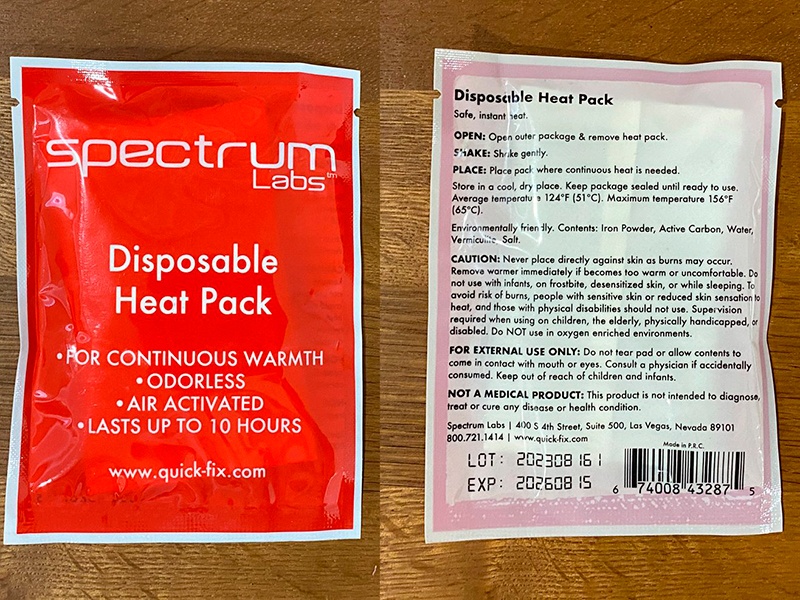 spectrum
Labs™
Disposable
Heat Pack
•FOR CONTINUOUS WARMTH
•ODORLESS
•AIR ACTIVATED
•LASTS UP TO 10 HOURS
www.quick-fix.com
Disposable Heat Pack
Safe, instant heat.
OPEN: Open outer package & remove heat pack.
SHAKE: Shake gently.
PLACE: Place pack where continuous heat is needed.
Store in a cool, dry place. Keep package sealed until ready to use.
Average temperature 124°F (51°C). Maximum temperature 156°F
(65°C).
Environmentally friendly. Contents: Iron Powder, Active Carbon, Water,
Vermiculite, Salt.
CAUTION: Never place directly against skin as burns may occur.
Remove warmer immediately if becomes too warm or uncomfortable. Do
not use with infants, on frostbite, desensitized skin, or while sleeping. To
avoid risk of burns, people with sensitive skin or reduced skin sensation to
heat, and those with physical disabilities should not use. Supervision
required when using on children, the elderly, physically handicapped, or
disabled. Do NOT use in oxygen enriched environments.
FOR EXTERNAL USE ONLY: Do not tear pad or allow contents to
come in contact with mouth or eyes. Consult a physician if accidentally
consumed. Keep out of reach of children and infants.
NOT A MEDICAL PRODUCT: This product is not intended to diagnose,
treat or cure any disease or health condition.
Spectrum Labs | 400 S 4th Street, Suite 500, Las Vegas, Nevada 89101
800.721.1414 | www.quick-fix.com
Made in P.R.C.
LOT: 202308161
EXP: 20260815
6 74008 43287 5